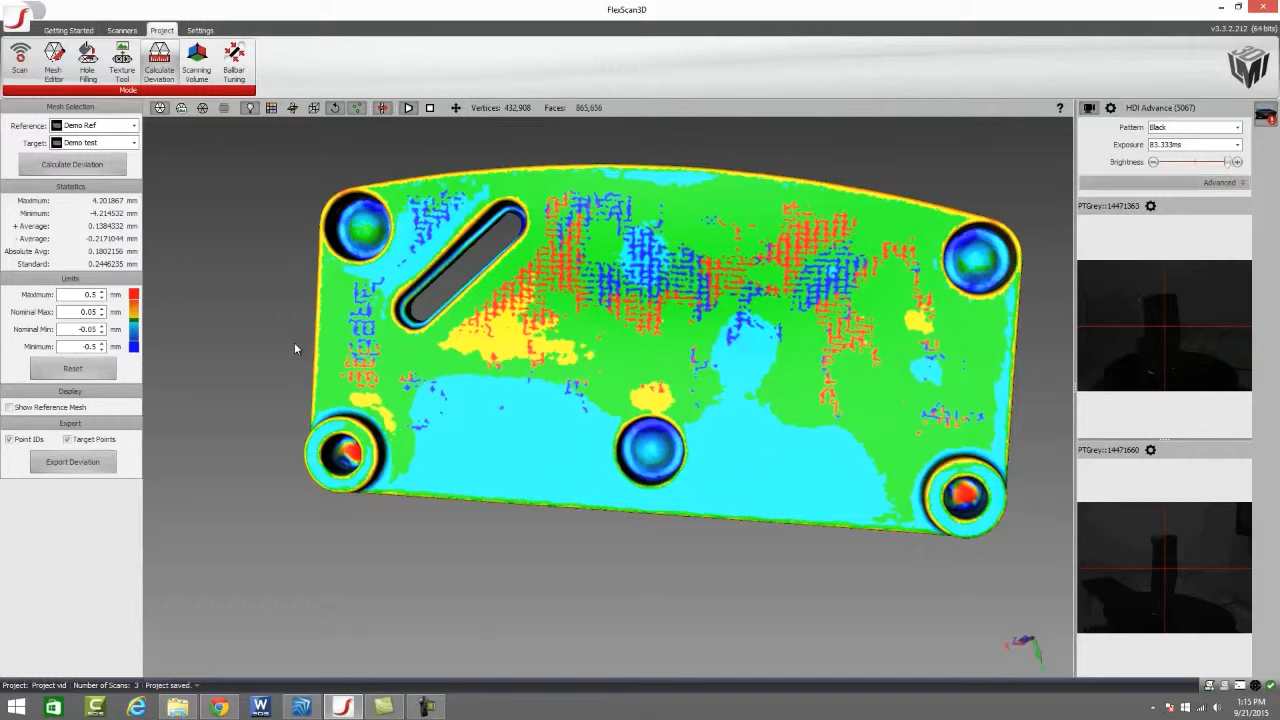 FlexScan3D
Getting Started Scanners Project Settings
v3.3.2.212 (64 bits)
Scan
Mesh Editor
Hole Filling
Texture Tool
Calculate Deviation
Scanning Volume
Ballbar Tuning
Mode
Mesh Selection
Reference: Demo Ref
Target: Demo test
Calculate Deviation
Statistics
Maximum: 4.201867 mm
Minimum: -4.214532 mm
+ Average: 0.1384332 mm
- Average: -0.2171044 mm
Absolute Avg.: 0.1802156 mm
Standard: 0.2446235 mm
Units
Maximum: 0.5 mm
Nominal Max: 0.05 mm
Nominal Min: -0.05 mm
Minimum: -0.5 mm
Reset
Display
Show Reference Mesh
Export
Point IDs Target Points
Export Deviation
Vertices: 432,908 Faces: 865,656
?
HDI Advance (5067)
Pattern Black
Exposure 83.333ms
Brightness
Advanced
PTGrey::14471363
PTGrey::14471660
X Z
Project: Project vid Number of Scans: 3 Project saved.
1:15 PM
9/21/2015